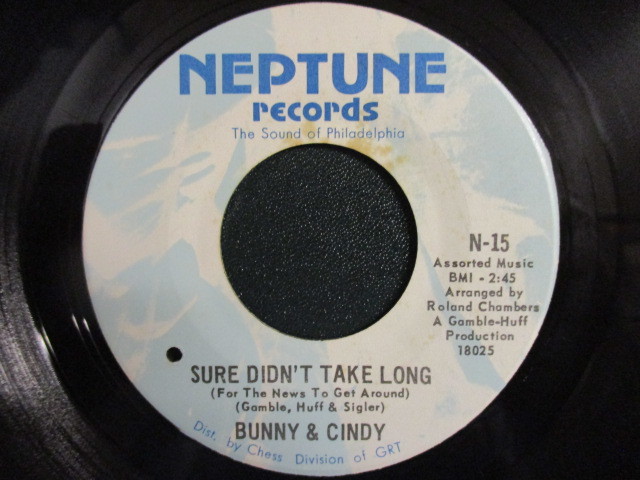 NEPTUNE
records
The Sound of Philadelphia
N-15
Assorted Music
BMI - 2:45
Arranged by
Roland Chambers
A Gamble-Huff
Production
18025
SURE DIDN'T TAKE LONG
(For The News To Get Around)
(Gamble, Huff & Sigler)
BUNNY & CINDY
Dist. by Chess Division of GRT